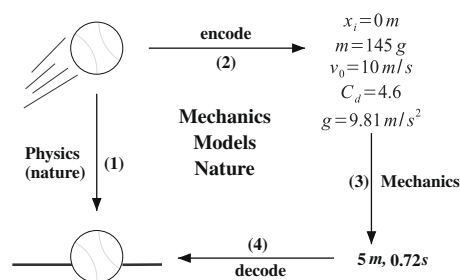 encode
(2)
x_i=0 m
m=145 g
v_0=10 m/s
C_d=4.6
g=9.81 m/s^2
Mechanics
Models
Nature
Physics
(nature)
(1)
(3) Mechanics
(4)
decode
5 m, 0.72s